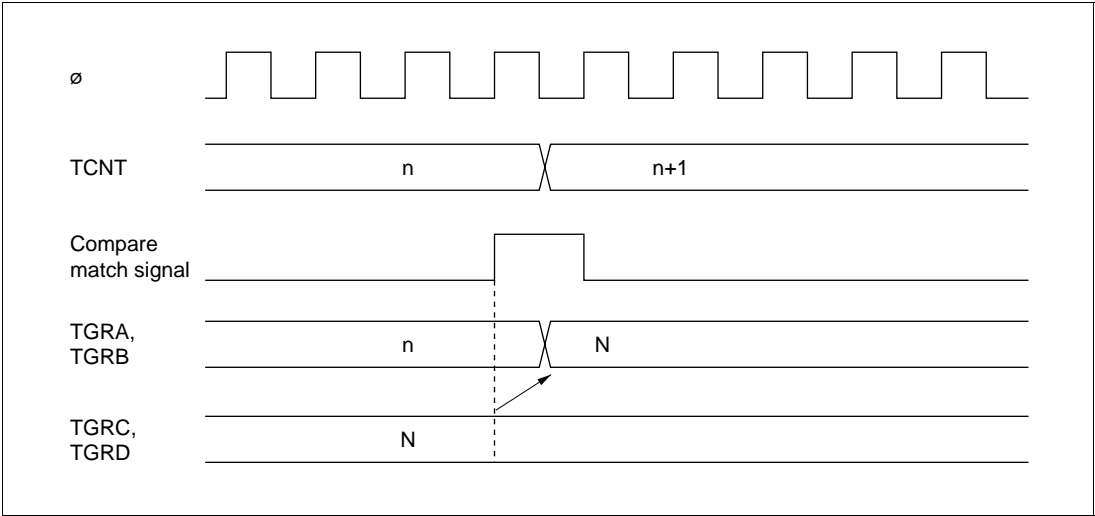 ø
TCNT
n
n+1
Compare
match signal
TGRA,
TGRB
n
N
TGRC,
TGRD
N